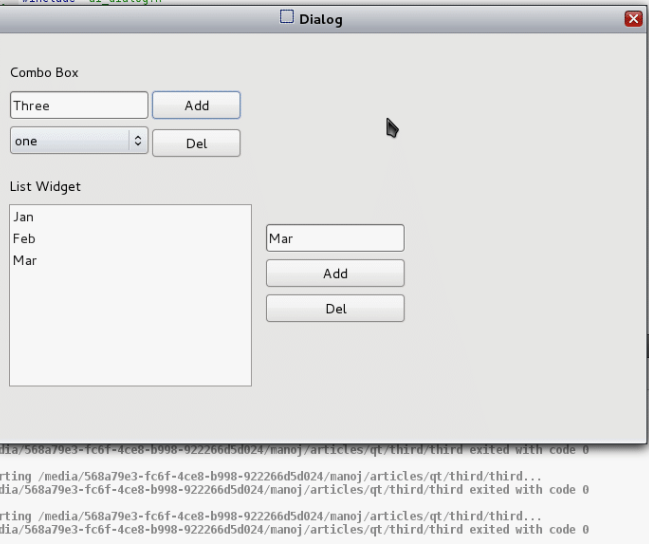 #include "ui_dialog.h"
Dialog
Combo Box
Three
Add
one
Del
List Widget
Jan
Feb
Mar
Mar
Add
Del
dia/568a79e3-fc6f-4ce8-b998-922266d5d024/manoj/articles/qt/third/third exited with code 0
rting /media/568a79e3-fc6f-4ce8-b998-922266d5d024/manoj/articles/qt/third/third...
dia/568a79e3-fc6f-4ce8-b998-922266d5d024/manoj/articles/qt/third/third exited with code 0
rting /media/568a79e3-fc6f-4ce8-b998-922266d5d024/manoj/articles/qt/third/third...
dia/568a79e3-fc6f-4ce8-b998-922266d5d024/manoj/articles/qt/third/third exited with code 0